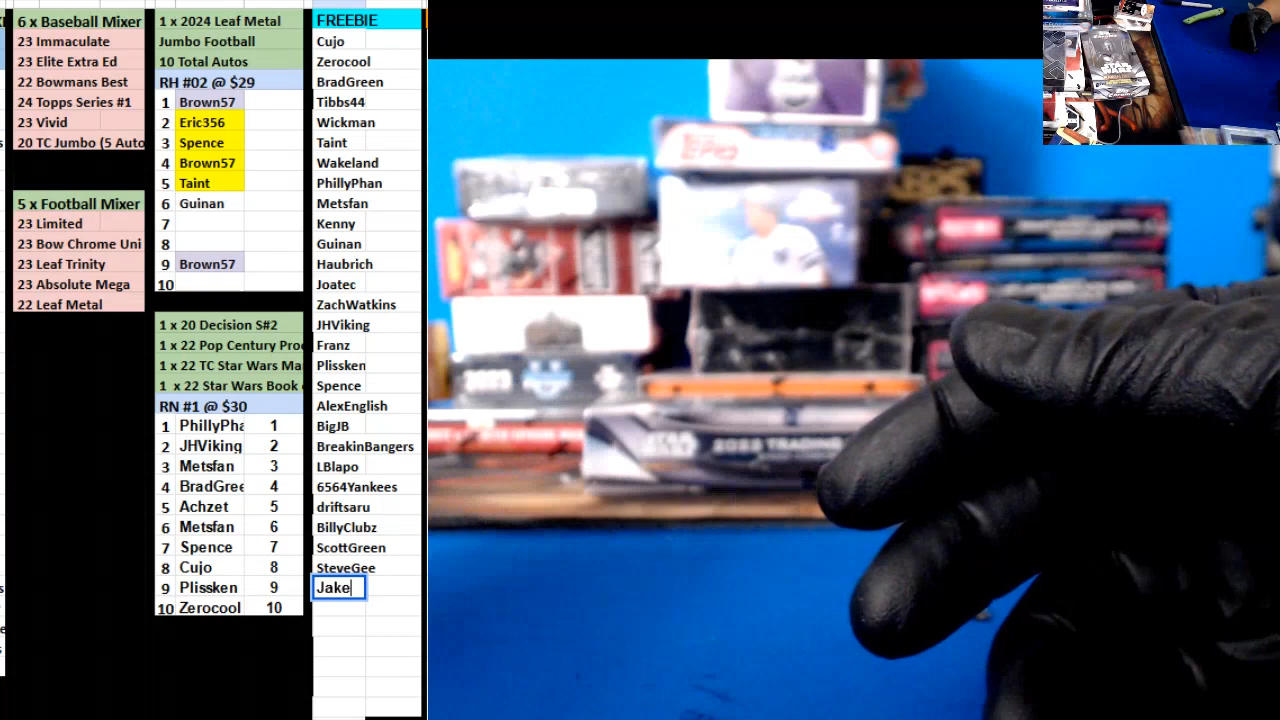 6 x Baseball Mixer
23 Immaculate
23 Elite Extra Ed
22 Bowmans Best
24 Topps Series #1
23 Vivid
20 TC Jumbo (5 Auto
5 x Football Mixer
23 Limited
23 Bow Chrome Uni
23 Leaf Trinity
23 Absolute Mega
22 Leaf Metal
1 x 2024 Leaf Metal
Jumbo Football
10 Total Autos
RH #02 @ $29
1 Brown57
2 Eric356
3 Spence
4 Brown57
5 Taint
6 Guinan
7
8
9 Brown57
10
1 x 20 Decision S#2
1 x 22 Pop Century Pro
1 x 22 TC Star Wars Ma
1 x 22 Star Wars Book
RN #1 @ $30
1 PhillyPha 1
2 JHViking 2
3 Metsfan 3
4 BradGree 4
5 Achzet 5
6 Metsfan 6
7 Spence 7
8 Cujo 8
9 Plissken 9
10 Zerocool 10
FREEBIE
Cujo
Zerocool
BradGreen
Tibbs44
Wickman
Taint
Wakeland
PhillyPhan
Metsfan
Kenny
Guinan
Haubrich
Joatec
ZachWatkins
JHViking
Franz
Plissken
Spence
AlexEnglish
BigJB
BreakinBangers
LBlapo
6564Yankees
driftsaru
BillyClubz
ScottGreen
SteveGee
Jake
STAR WARS
2023
STAR WARS
TRADING